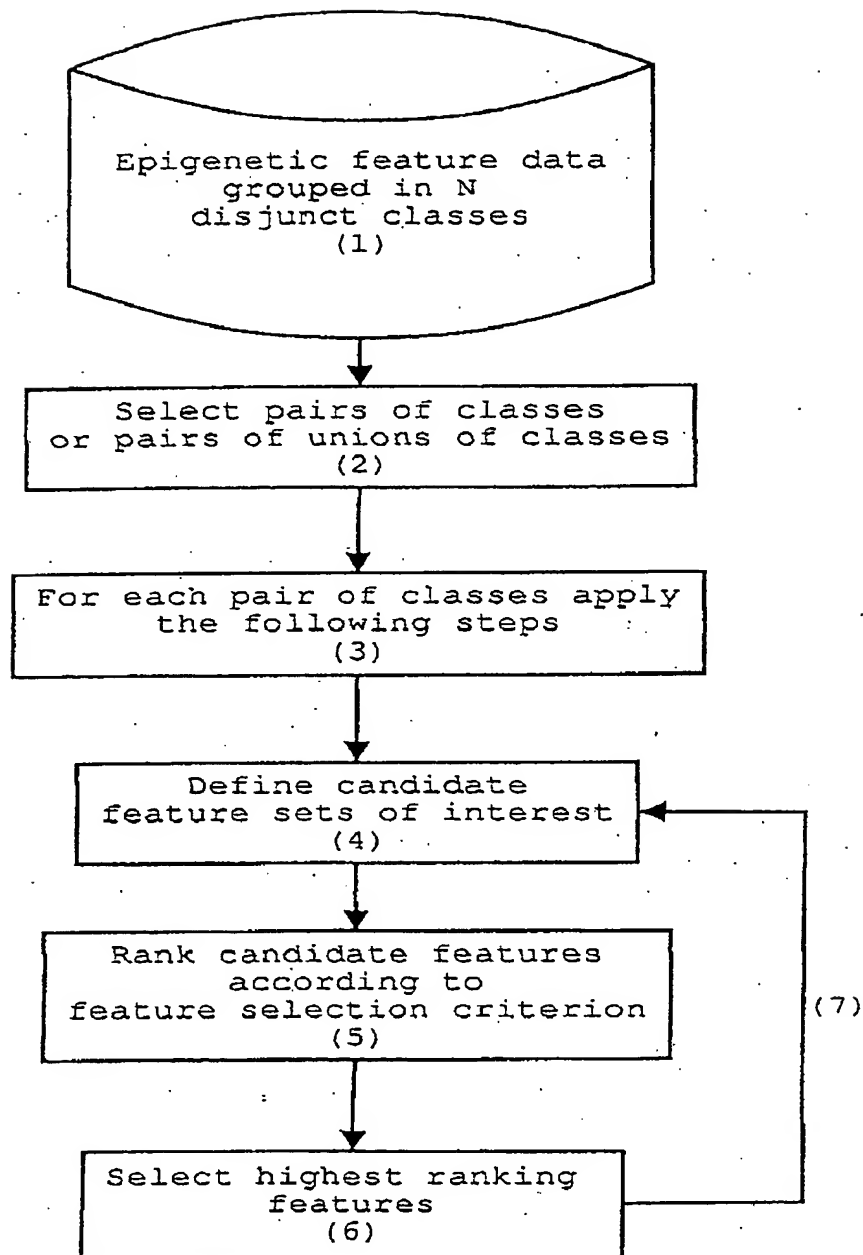 Epigenetic feature data
grouped in N
disjunct classes
(1)
Select pairs of classes
or pairs of unions of classes
(2)
For each pair of classes apply
the following steps
(3)
Define candidate
feature sets of interest
(4)
Rank candidate features
according to
feature selection criterion
(5)
(7)
Select highest ranking
features
(6)